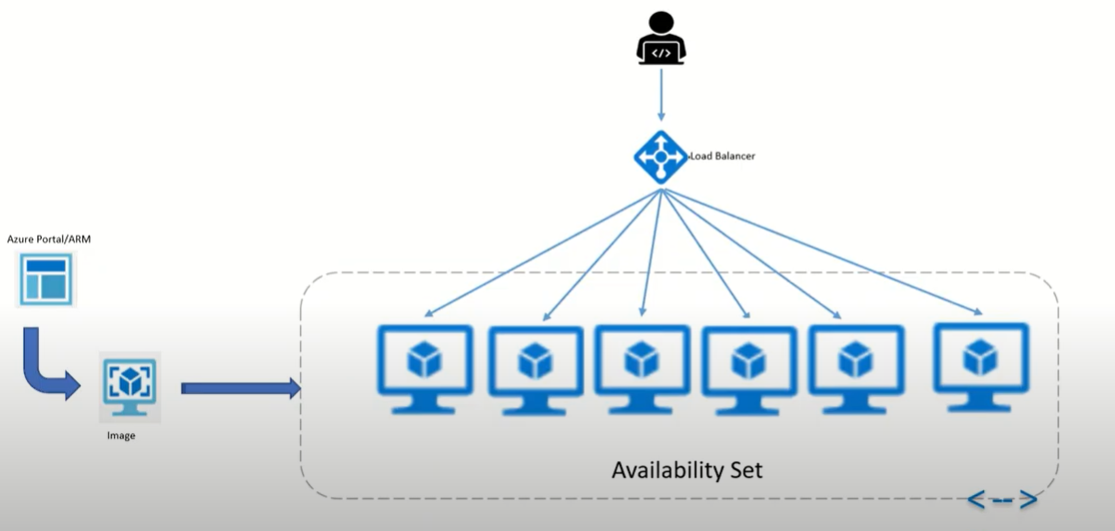 </>
Load Balancer
Azure Portal/ARM
Image
Availability Set
<-->